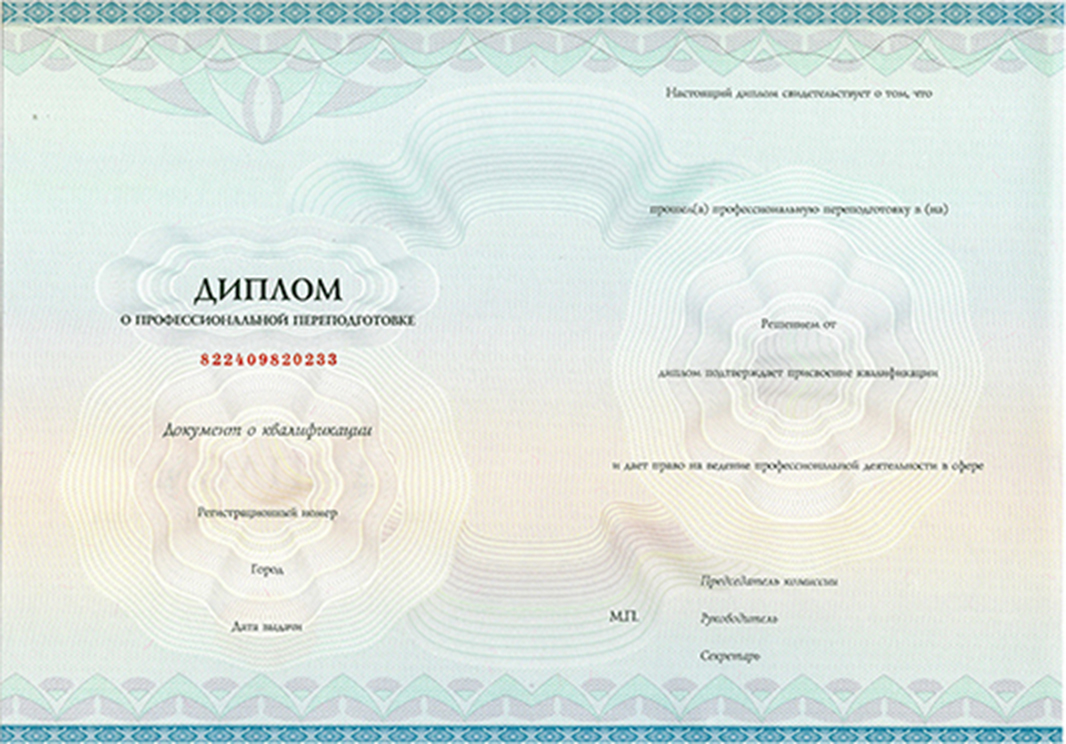 ДИПЛОМ
О ПРОФЕССИОНАЛЬНОЙ ПЕРЕПОДГОТОВКЕ
822409820233
Документ о квалификации
Регистрационный номер
Город
Дата выдачи
Настоящий диплом свидетельствует о том, что
прошел(а) профессиональную переподготовку в (на)
Решением от
диплом подтверждает присвоение квалификации
и дает право на ведение профессиональной деятельности в сфере
М.П.
Председатель комиссии
Руководитель
Секретарь